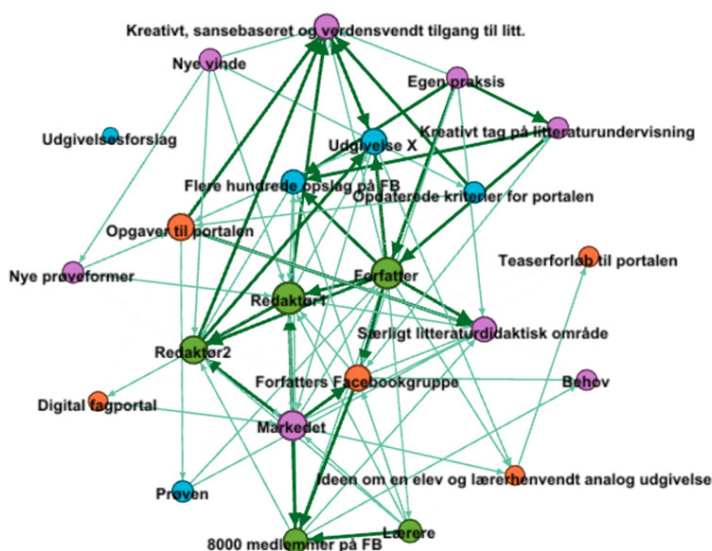 Kreativt, sansebaseret og verdensvendt tilgang til litt.
Nye vinde
Egen praksis
Udgivelsesforslag
Kreativt tag på litteraturundervisning
Udgivelse X
Flere hundrede opslag på FB
Opdaterede kriterier for portalen
Opgaver til portalen
Teaserforløb til portalen
Nye prøveformer
Forfatter
Redaktør1
Særligt litteraturdidaktisk område
Redaktør2
Forfatters Facebookgruppe
Behov
Digital fagportal
Markedet
Ideen om en elev og lærerhenvendt analog udgivelse
Prøven
Lærere
8000 medlemmer på FB